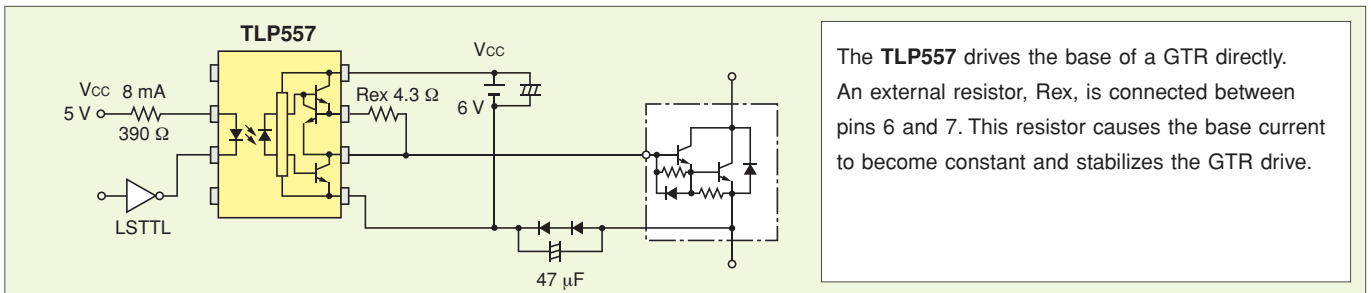 TLP557
Vcc 8 mA
5 V
390 Ω
LSTTL
Vcc
6 V
Rex 4.3 Ω
47 μF
The TLP557 drives the base of a GTR directly.
An external resistor, Rex, is connected between
pins 6 and 7. This resistor causes the base current
to become constant and stabilizes the GTR drive.